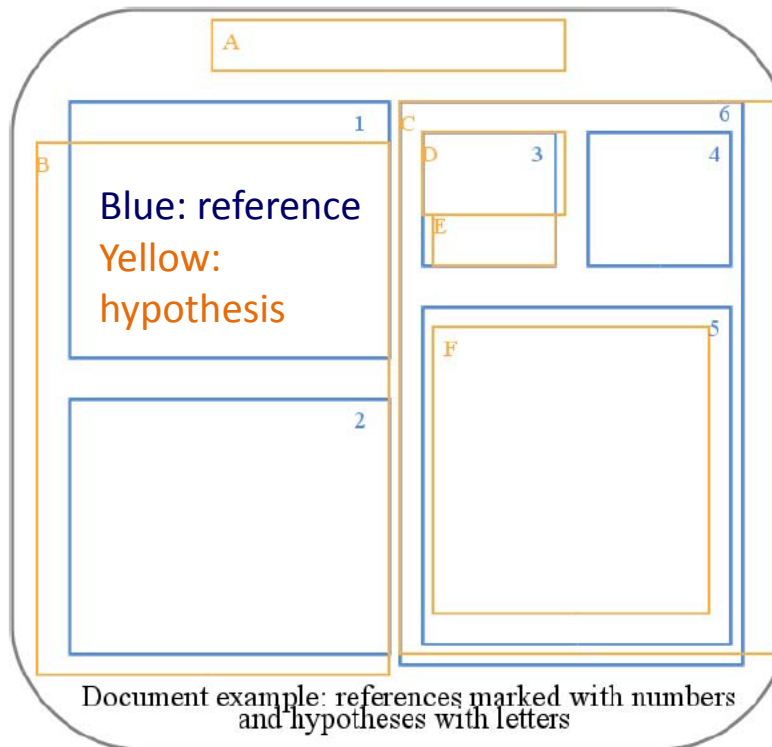 A
1
6
C
B
D
3
4
Blue: reference
Yellow:
hypothesis
E
5
F
2
Document example: references marked with numbers
and hypotheses with letters